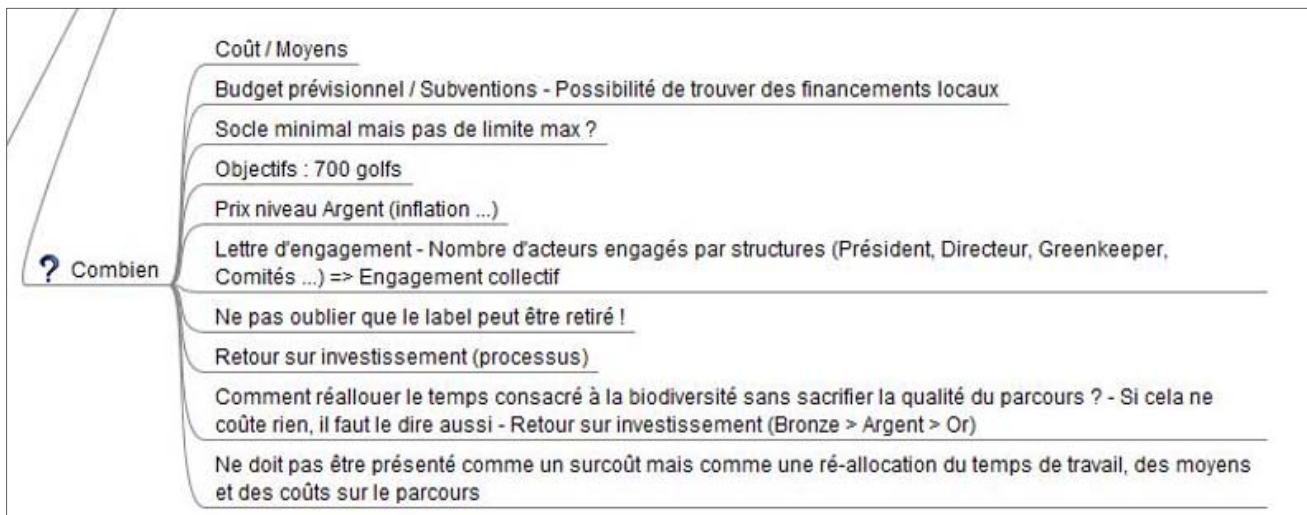 Coût / Moyens
Budget prévisionnel / Subventions - Possibilité de trouver des financements locaux
Socle minimal mais pas de limite max ?
Objectifs : 700 golfs
Prix niveau Argent (inflation ...)
Lettre d'engagement - Nombre d'acteurs engagés par structures (Président, Directeur, Greenkeeper,
Comités ...) => Engagement collectif
? Combien
Ne pas oublier que le label peut être retiré !
Retour sur investissement (processus)
Comment réallouer le temps consacré à la biodiversité sans sacrifier la qualité du parcours ? - Si cela ne
coûte rien, il faut le dire aussi - Retour sur investissement (Bronze > Argent > Or)
Ne doit pas être présenté comme un surcoût mais comme une ré-allocation du temps de travail, des moyens
et des coûts sur le parcours